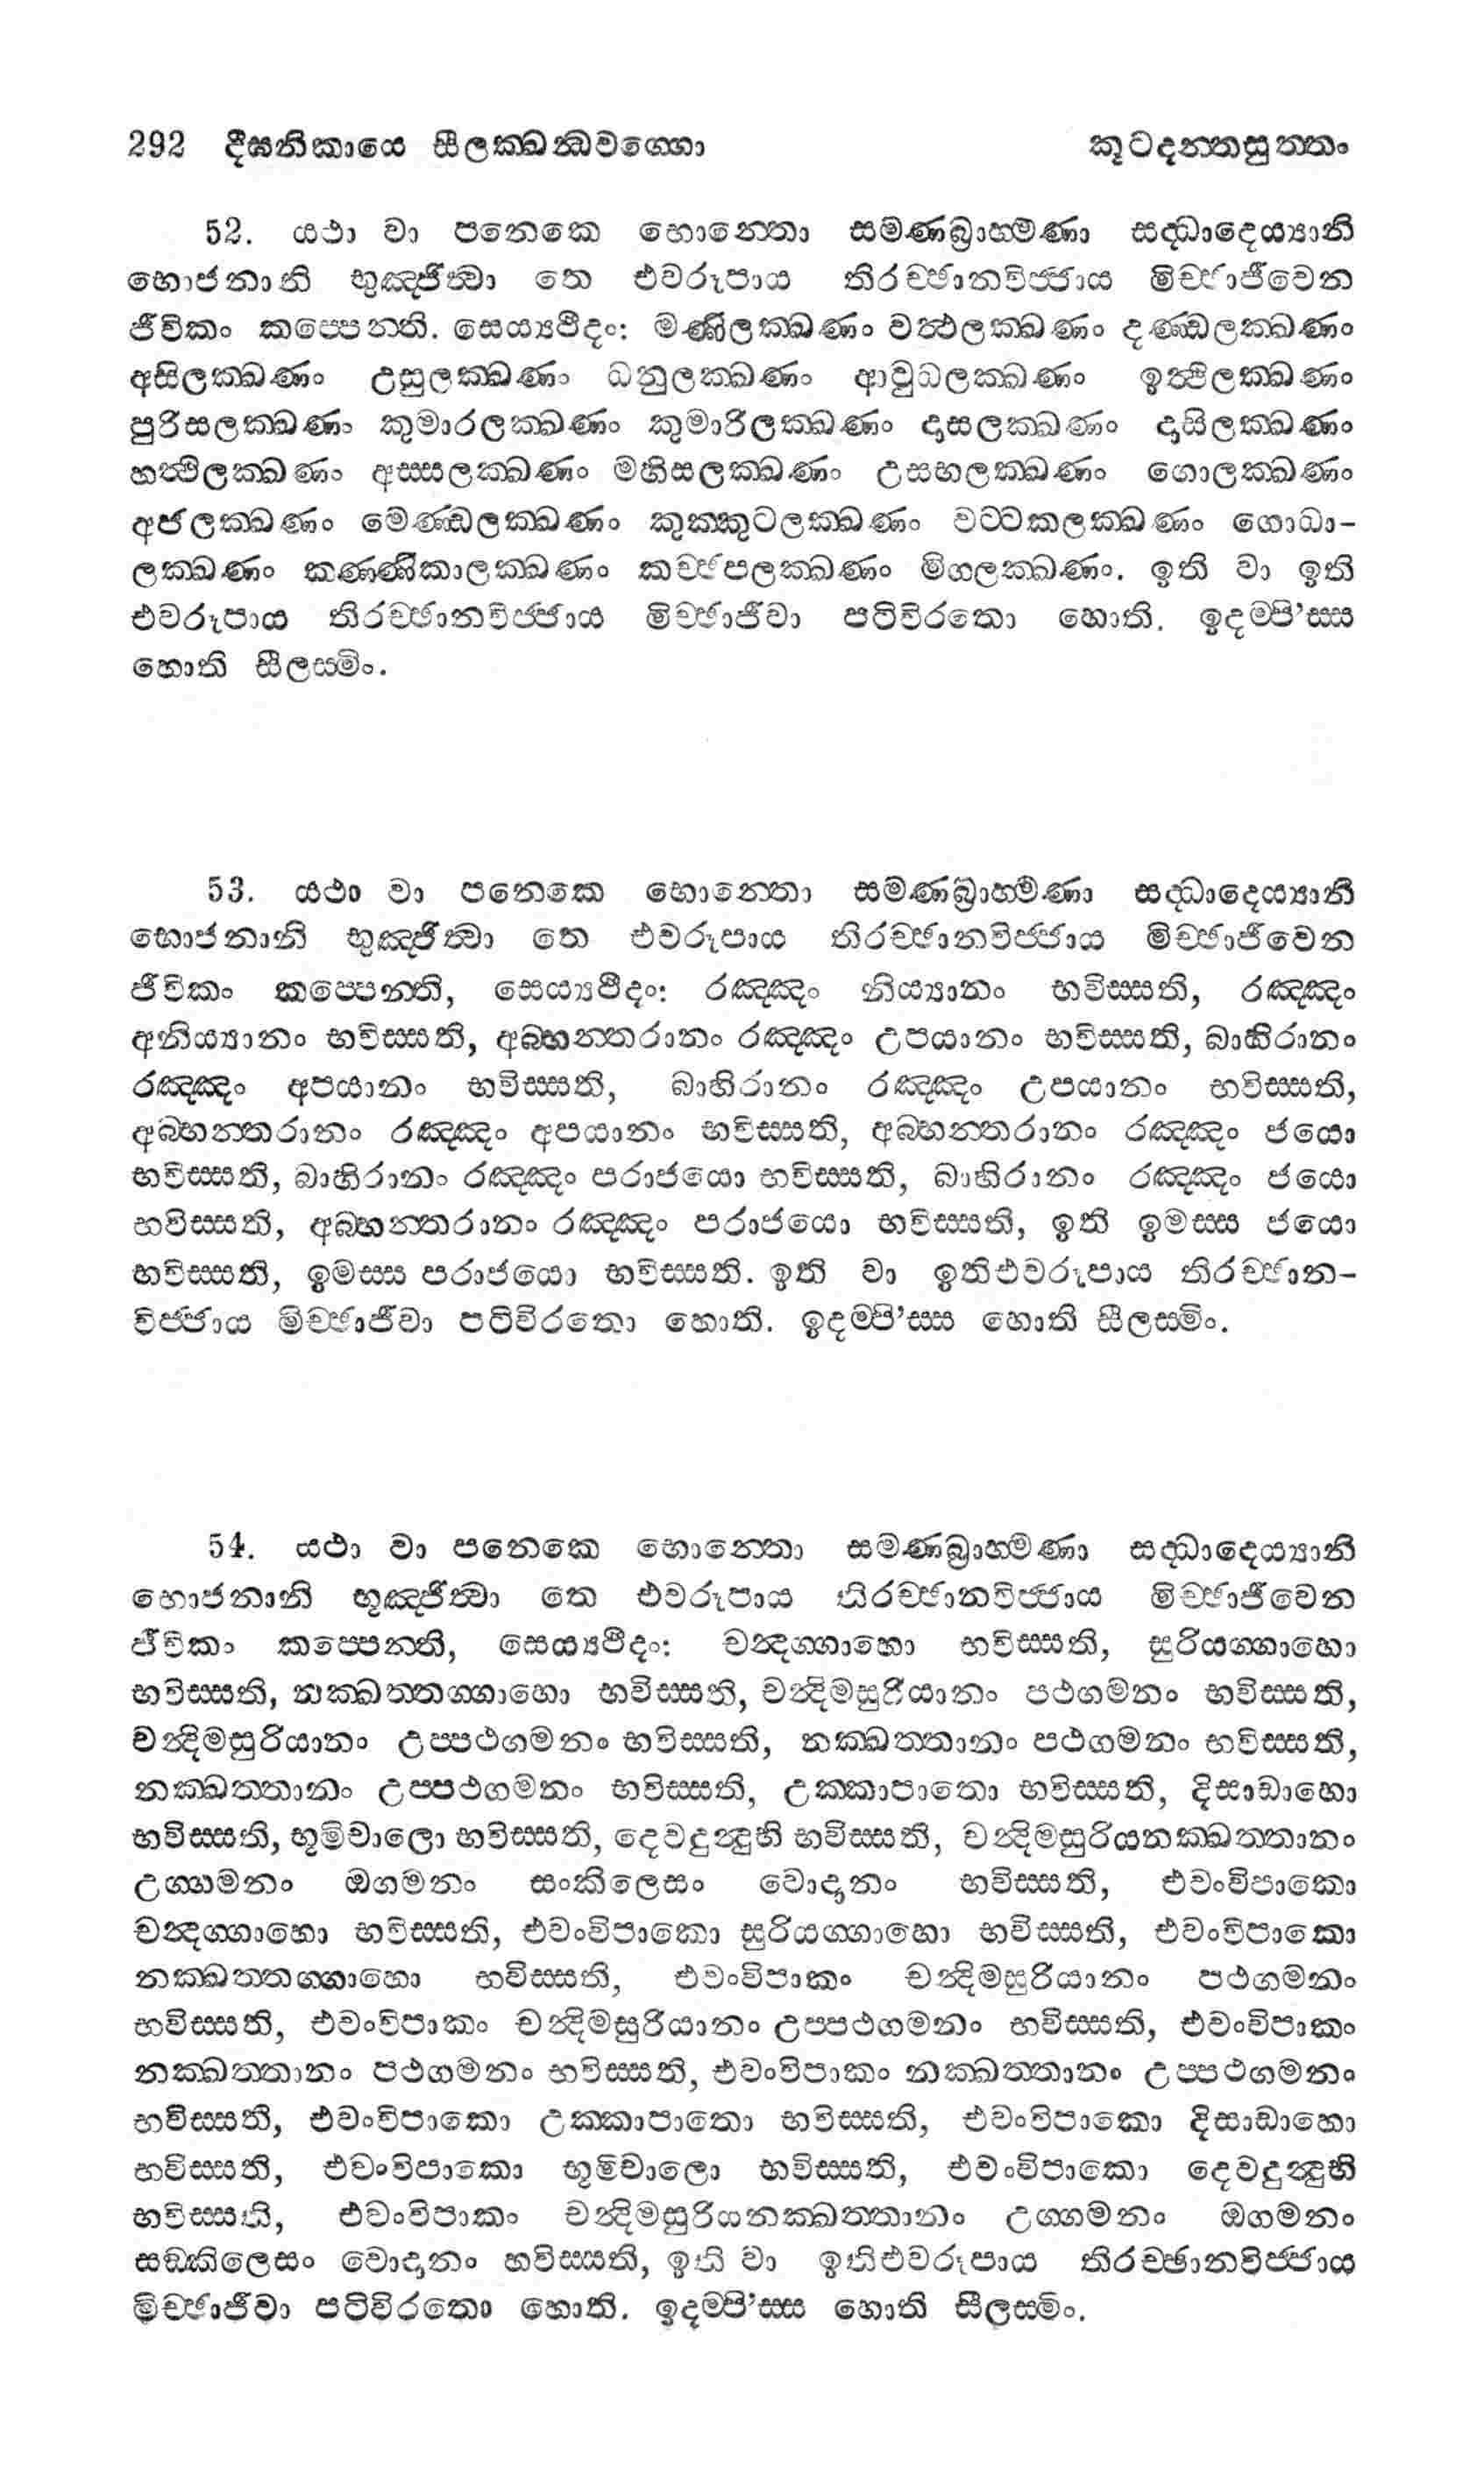 292 දීඝනිකායෙ සීලක්ඛන්ධවග්ගො කූටදන්තසුත්තං
52. යථා වා පනෙකෙ භොන්තො සමණබ්‍රාහ්මණා සද්ධාදෙය්‍යානි
භොජනානි භුඤ්ජිත්‍වා තෙ එවරූපාය තිරච්ඡානවිජ්ජාය මිච්ඡාජීවෙන
ජීවිකං කප්පෙන්ති. සෙය්‍යථීදං: මණිලක්ඛණං වත්‍ථලක්ඛණං දණ්ඩලක්ඛණං
අසිලක්ඛණං උසුලක්ඛණං ධනුලක්ඛණං ආවුධලක්ඛණං ඉත්‍ථිලක්ඛණං
පුරිසලක්ඛණං කුමාරලක්ඛණං කුමාරිලක්ඛණං දාසලක්ඛණං දාසිලක්ඛණං
හත්‍ථිලක්ඛණං අස්සලක්ඛණං මහිසලක්ඛණං උසභලක්ඛණං ගොලක්ඛණං
අජලක්ඛණං මෙණ්ඩලක්ඛණං කුක්කුටලක්ඛණං වට්ටකලක්ඛණං ගොධා-
ලක්ඛණං කණ්ණිකාලක්ඛණං කච්ඡපලක්ඛණං මිගලක්ඛණං. ඉති වා ඉති
එවරූපාය තිරච්ඡානවිජ්ජාය මිච්ඡාජීවා පටිවිරතො හොති. ඉදම්පි’ස්ස
හොති සීලස්මිං.
53. යථා වා පනෙකෙ භොන්තො සමණබ්‍රාහ්මණා සද්ධාදෙය්‍යානි
භොජනානි භුඤ්ජිත්‍වා තෙ එවරූපාය තිරච්ඡානවිජ්ජාය මිච්ඡාජීවෙන
ජීවිකං කප්පෙන්ති, සෙය්‍යථීදං: රඤ්ඤං නිය්‍යානං භවිස්සති, රඤ්ඤං
අනිය්‍යානං භවිස්සති, අබ්භන්තරානං රඤ්ඤං උපයානං භවිස්සති, බාහිරානං
රඤ්ඤං අපයානං භවිස්සති, බාහිරානං රඤ්ඤං උපයානං භවිස්සති,
අබ්භන්තරානං රඤ්ඤං අපයානං භවිස්සති, අබ්භන්තරානං රඤ්ඤං ජයො
භවිස්සති, බාහිරානං රඤ්ඤං පරාජයො භවිස්සති, බාහිරානං රඤ්ඤං ජයො
භවිස්සති, අබ්භන්තරානං රඤ්ඤං පරාජයො භවිස්සති, ඉති ඉමස්ස ජයො
භවිස්සති, ඉමස්ස පරාජයො භවිස්සති. ඉති වා ඉතිඑවරූපාය තිරච්ඡාන-
විජ්ජාය මිච්ඡාජීවා පටිවිරතො හොති. ඉදම්පි’ස්ස හොති සීලස්මිං.
54. යථා වා පනෙකෙ භොන්තො සමණබ්‍රාහ්මණා සද්ධාදෙය්‍යානි
භොජනානි භූඤ්ජිත්‍වා තෙ එවරූපාය තිරච්ඡානවිජ්ජාය මිච්ඡාජීවෙන
ජීවිකං කප්පෙන්ති, සෙය්‍යථීදං: චන්‍දග්ගාහො භවිස්සති, සුරියග්ගාහො
භවිස්සති, නක්ඛත්තග්ගාහො භවිස්සති, චන්‍දිමසුරියානං පථගමනං භවිස්සති,
චන්‍දිමසුරියානං උප්පථගමනං භවිස්සති, නක්ඛත්තානං පථගමනං භවිස්සති,
නක්ඛත්තානං උප්පථගමනං භවිස්සති, උක්කාපාතො භවිස්සති, දිසාඩාහො
භවිස්සති, භූමිචාලො භවිස්සති, දෙවදුන්‍දුභි භවිස්සති, චන්‍දිමසුරියනක්ඛත්තානං
උග්ගමනං ඔගමනං සංකිලෙසං වොදානං භවිස්සති, එවංවිපාකො
චන්‍දග්ගාහො භවිස්සති, එවංවිපාකො සුරියග්ගාහො භවිස්සති, එවංවිපාකො
නක්ඛත්තග්ගාහො භවිස්සති, එවංවිපාකං චන්‍දිමසුරියානං පථගමනං
භවිස්සති, එවංවිපාකං චන්‍දිමසුරියානං උප්පථගමනං භවිස්සති, එවංවිපාකං
නක්ඛත්තානං පථගමනං භවිස්සති, එවංවිපාකං නක්ඛත්තානං උප්පථගමනං
භවිස්සති, එවංවිපාකො උක්කාපාතො භවිස්සති, එවංවිපාකො දිසාඩාහො
භවිස්සති, එවංවිපාකො භූමිචාලො භවිස්සති, එවංවිපාකො දෙවදුන්‍දුභි
භවිස්සති, එවංවිපාකං චන්‍දිමසුරියනක්ඛත්තානං උග්ගමනං ඔගමනං
සඞ්කිලෙසං වොදානං භවිස්සති, ඉති වා ඉතිඑවරූපාය තිරච්ඡානවිජ්ජාය
මිච්ඡාජීවා පටිවිරතො හොති. ඉදම්පි’ස්ස හොති සීලස්මිං.